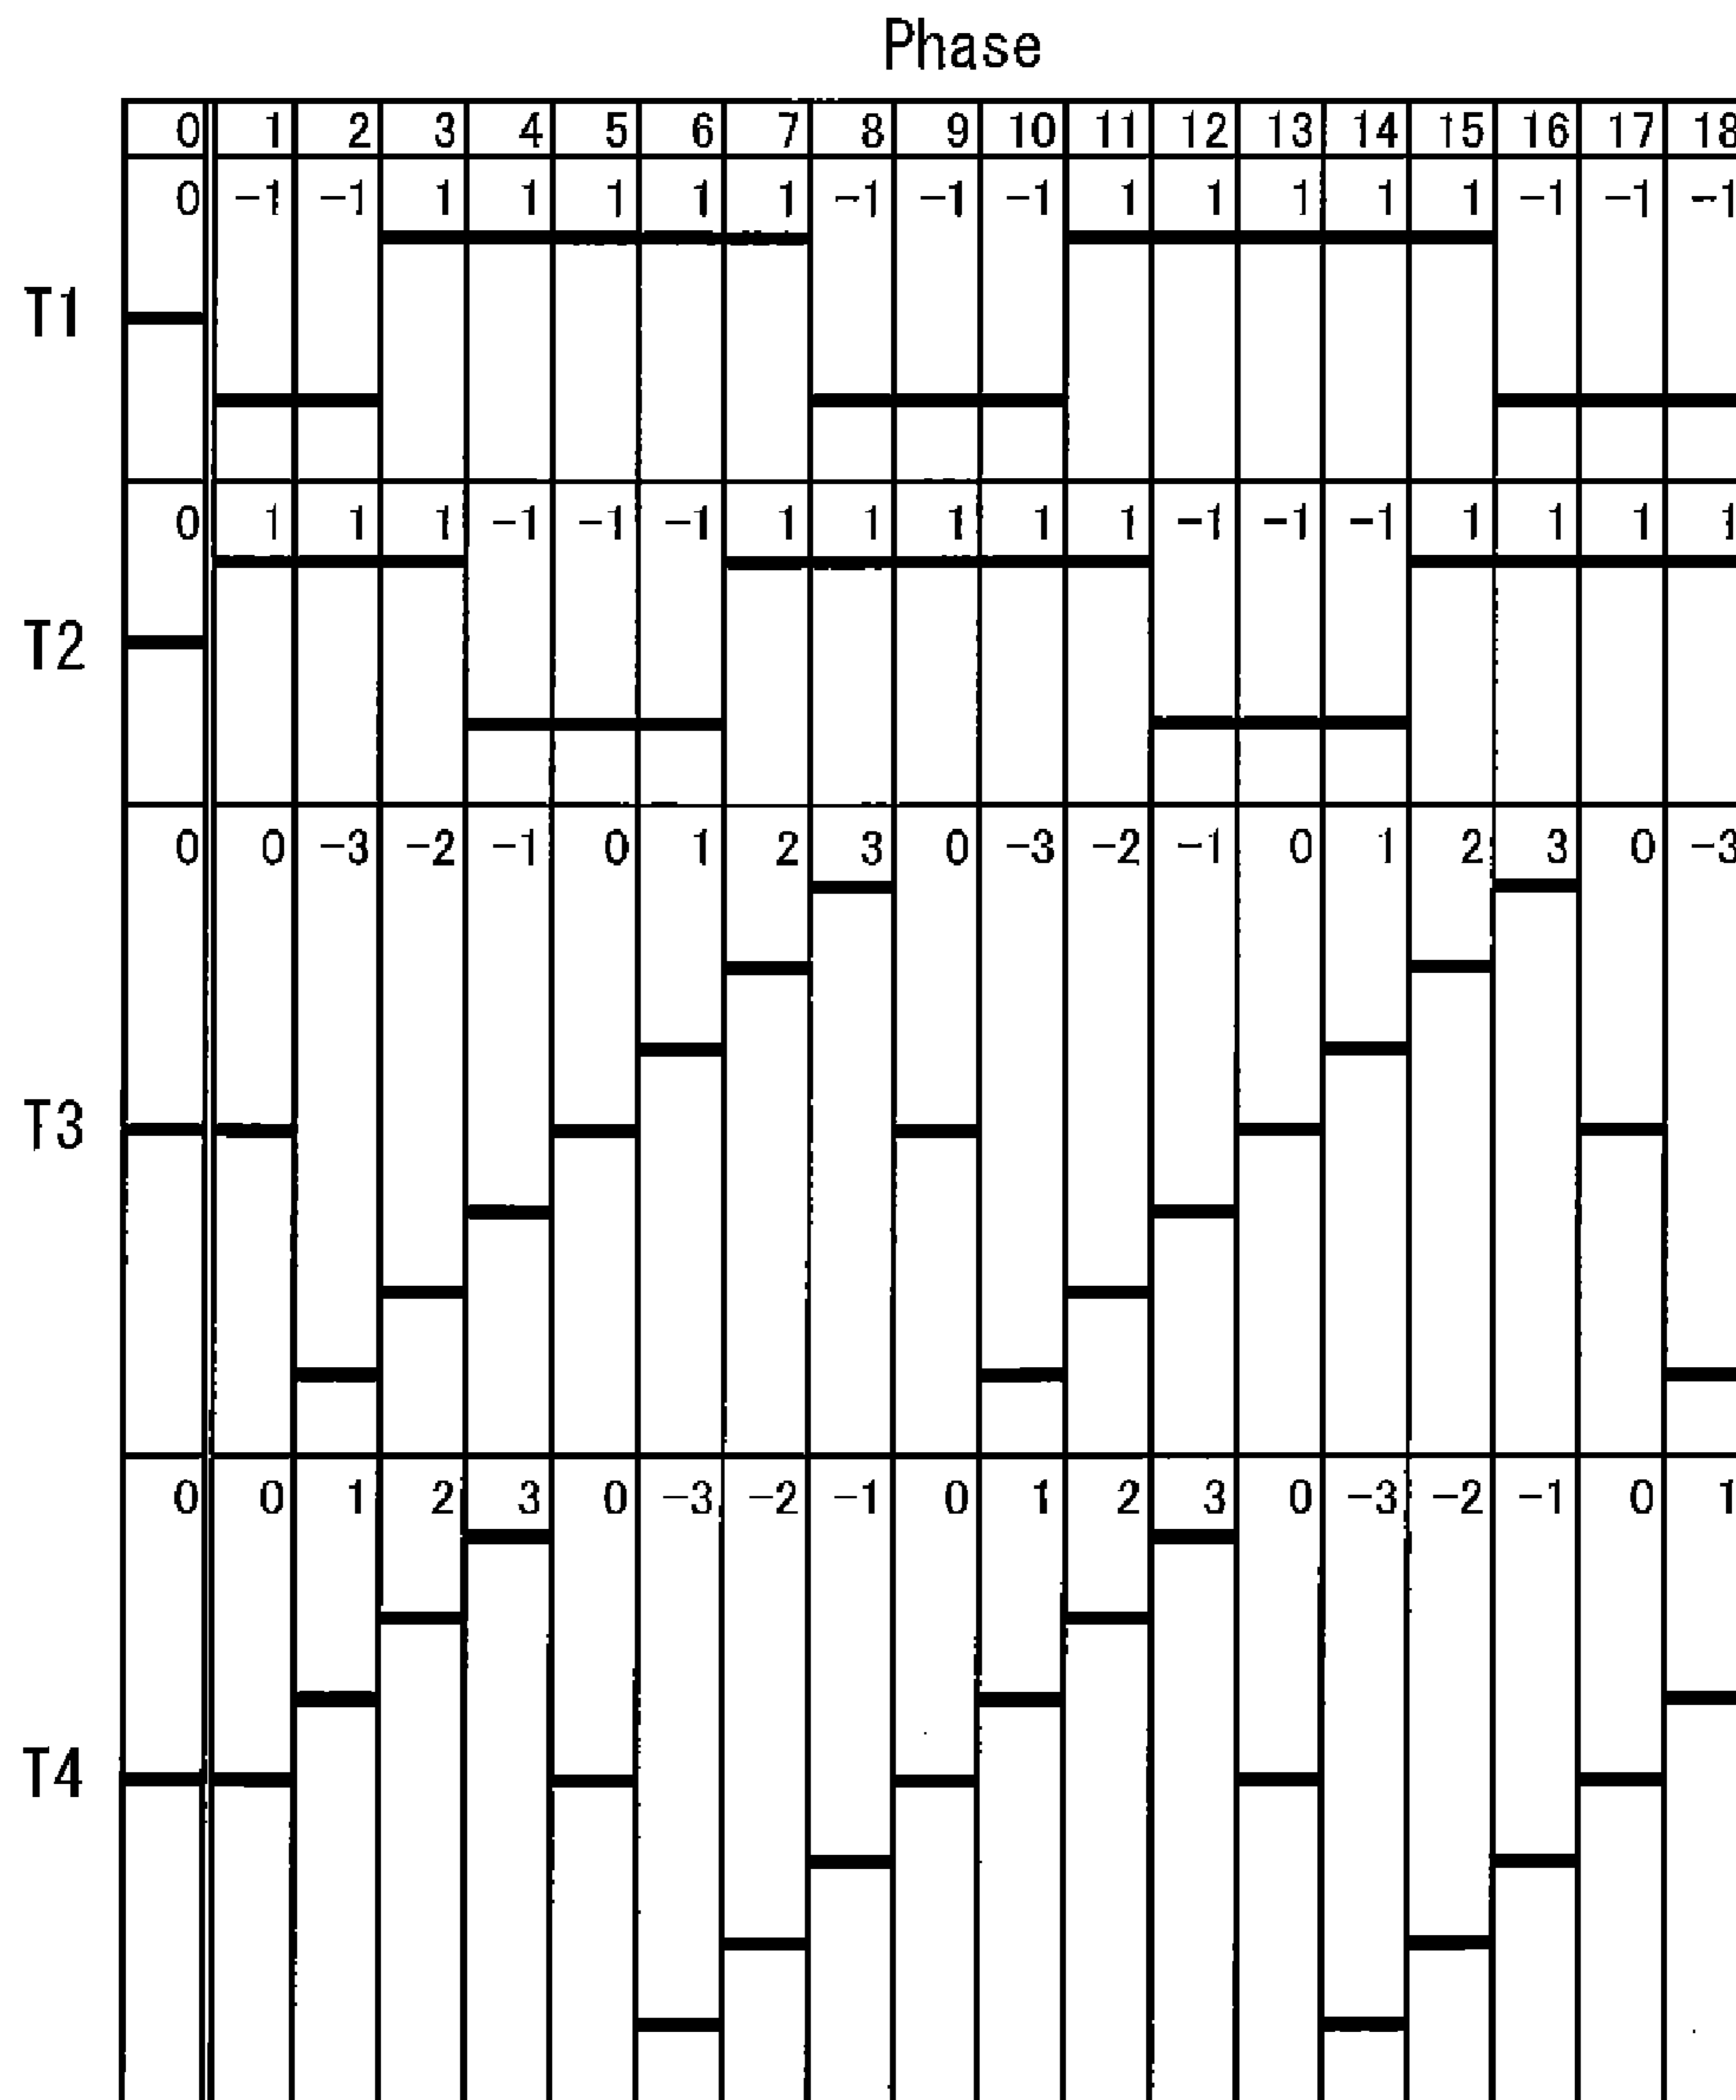 Phase
0 1 2 3 4 5 6 7 8 9 10 11 12 13 14 15 16 17 18
0 -1 -1 1 1 1 1 1 -1 -1 -1 1 1 1 1 1 -1 -1 -1
T1
0 1 1 1 -1 -1 -1 1 1 1 1 1 -1 -1 -1 1 1 1 1
T2
0 0 -3 -2 -1 0 1 2 3 0 -3 -2 -1 0 1 2 3 0 -3
T3
0 0 1 2 3 0 -3 -2 -1 0 1 2 3 0 -3 -2 -1 0 1
T4